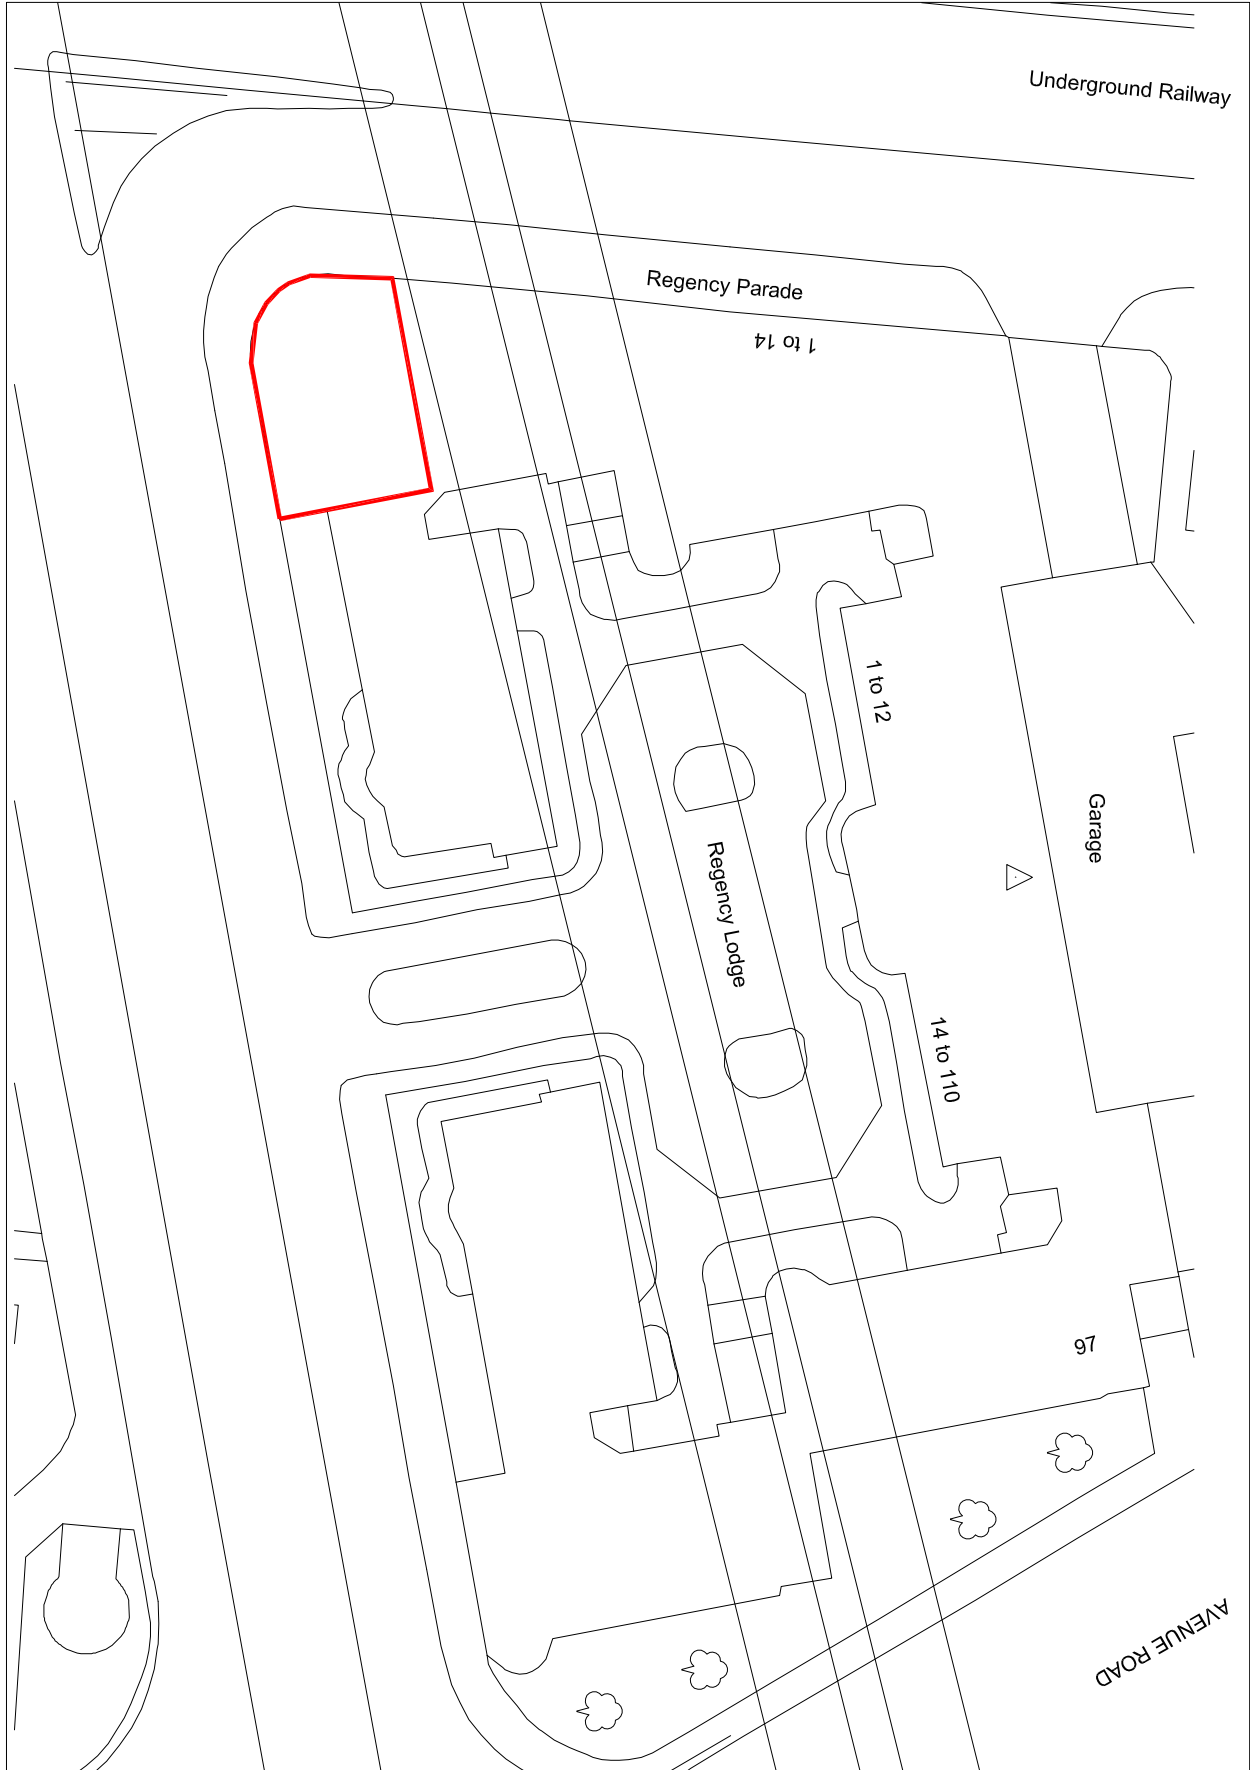 Underground Railway
Regency Parade
1 to 14
1 to 12
Garage
Regency Lodge
14 to 110
97
AVENUE ROAD